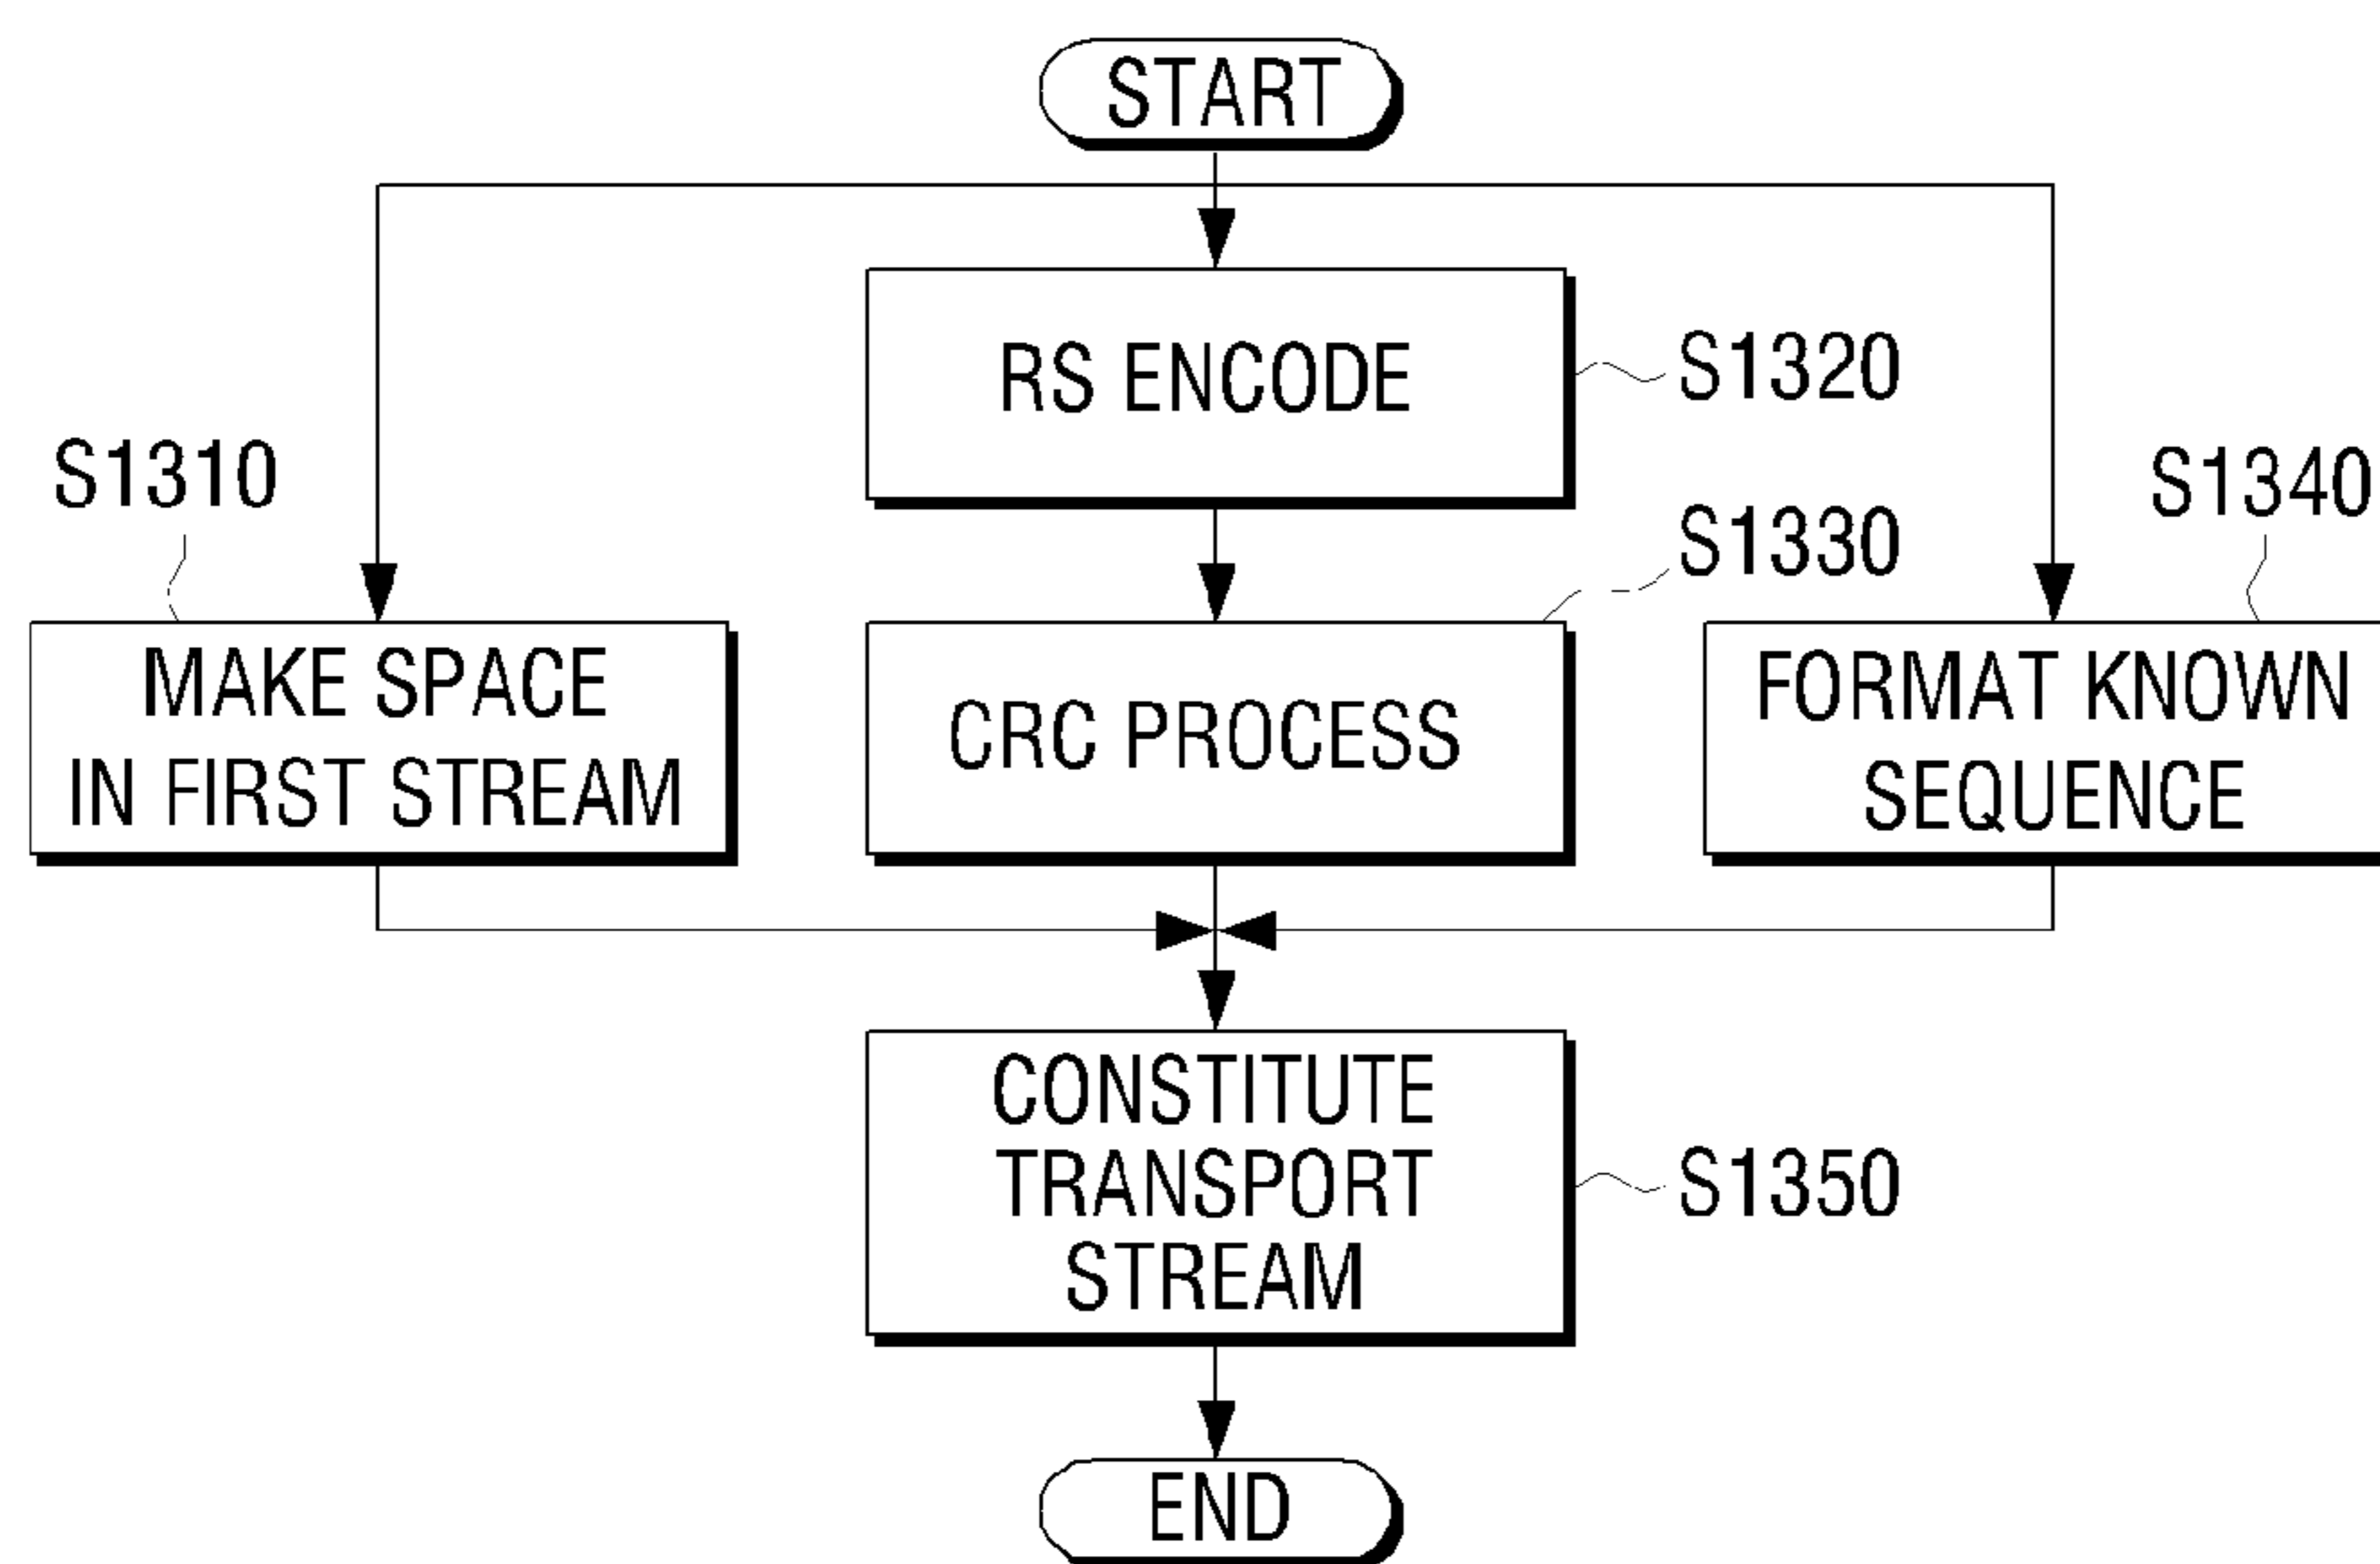 START
RS ENCODE
S1320
S1310
S1340
S1330
MAKE SPACE
IN FIRST STREAM
CRC PROCESS
FORMAT KNOWN
SEQUENCE
CONSTITUTE
TRANSPORT
STREAM
S1350
END